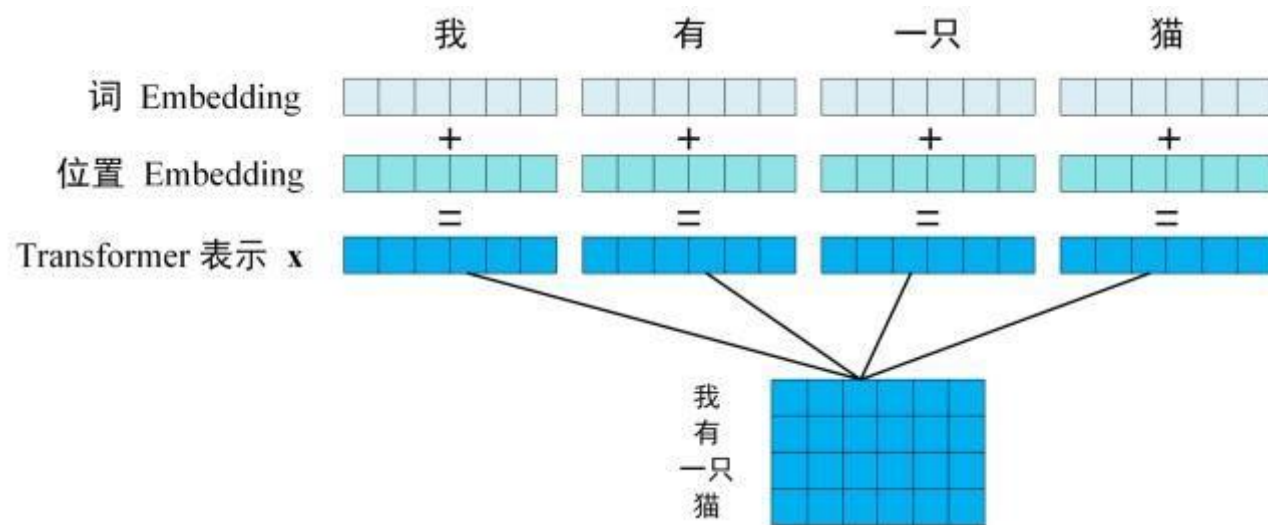 我 有 一只 猫
词 Embedding
+ + + +
位置 Embedding
= = = =
Transformer 表示 x
我
有
一只
猫